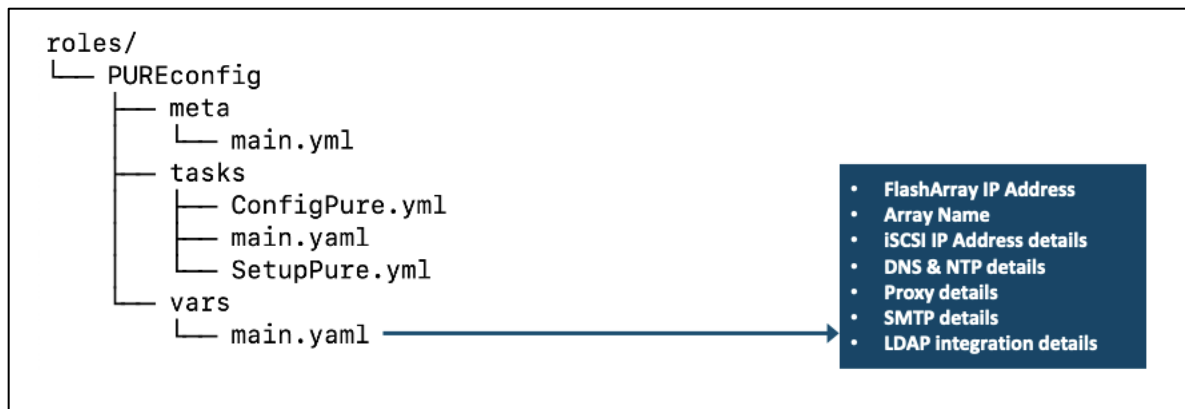 roles/
└── PUREconfig
├── meta
│   └── main.yml
├── tasks
│   ├── ConfigPure.yml
│   ├── main.yaml
│   └── SetupPure.yml
└── vars
└── main.yaml
• FlashArray IP Address
• Array Name
• iSCSI IP Address details
• DNS & NTP details
• Proxy details
• SMTP details
• LDAP integration details